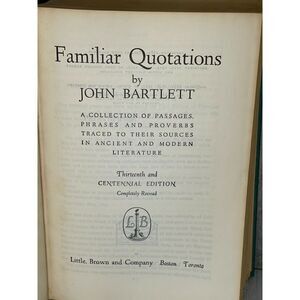 Familiar Quotations
by
JOHN BARTLETT
A COLLECTION OF PASSAGES,
PHRASES AND PROVERBS
TRACED TO THEIR SOURCES
IN ANCIENT AND MODERN
LITERATURE
Thirteenth and
CENTENNIAL EDITION
Completely Revised
L B
Little, Brown and Company Boston Toronto